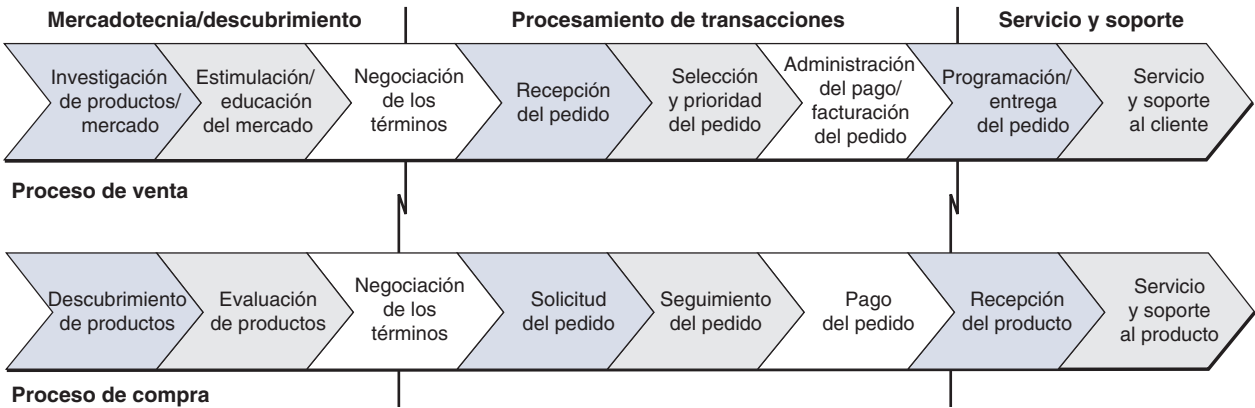 Mercadotecnia/descubrimiento
Procesamiento de transacciones
Servicio y soporte
Investigación
de productos/
mercado
Estimulación/
educación
del mercado
Negociación
de los
términos
Recepción
del pedido
Selección
y prioridad
del pedido
Administración
del pago/
facturación
del pedido
Programación/
entrega
del pedido
Servicio
y soporte
al cliente
Proceso de venta
Descubrimiento
de productos
Evaluación
de productos
Negociación
de los
términos
Solicitud
del pedido
Seguimiento
del pedido
Pago
del pedido
Recepción
del producto
Servicio
y soporte
al producto
Proceso de compra